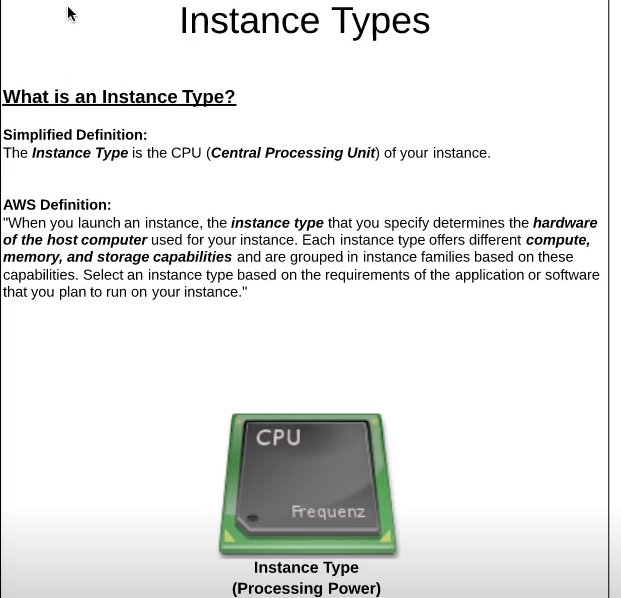 Instance Types
What is an Instance Type?
Simplified Definition:
The Instance Type is the CPU (Central Processing Unit) of your instance.
AWS Definition:
"When you launch an instance, the instance type that you specify determines the hardware
of the host computer used for your instance. Each instance type offers different compute,
memory, and storage capabilities and are grouped in instance families based on these
capabilities. Select an instance type based on the requirements of the application or software
that you plan to run on your instance."
CPU
Frequenz
Instance Type
(Processing Power)